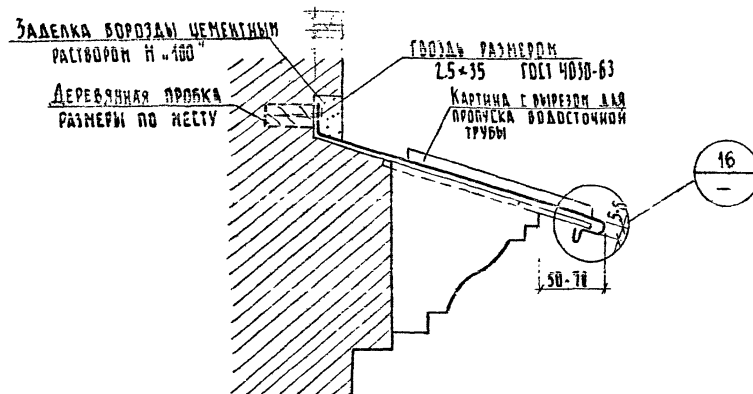 Заделка борозды цементным
раствором М „100"
Деревянная пробка
размеры по месту
гвоздь размером
2.5×35 ГОСТ 4030-63
Картина с вырезом для
пропуска водосточной
трубы
16
—
50-70